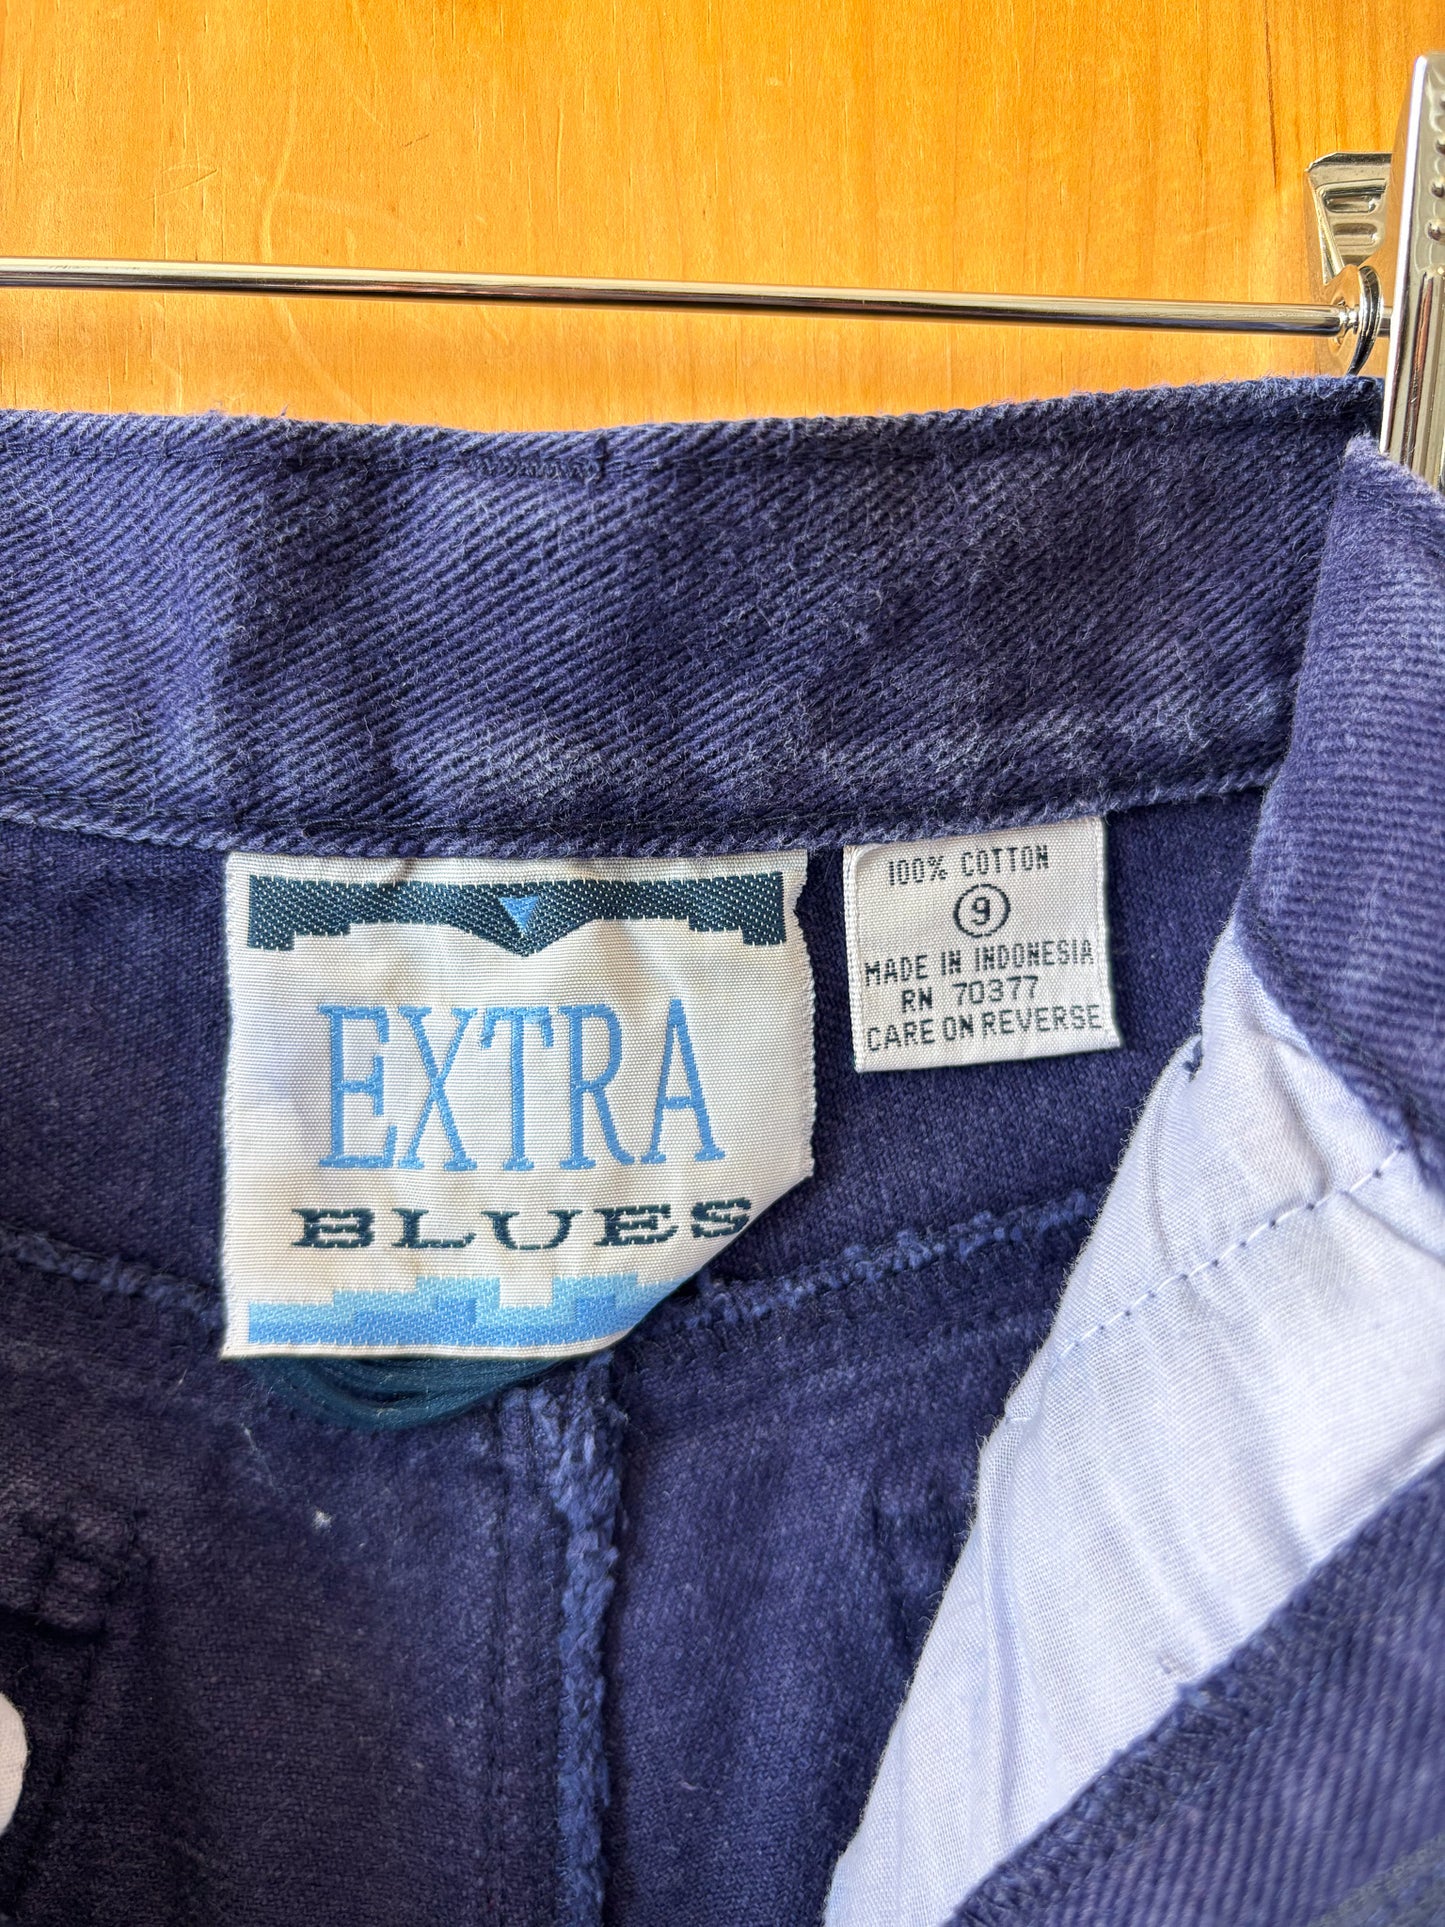 EXTRA
BLUES
100% COTTON
9
MADE IN INDONESIA
RN 70377
CARE ON REVERSE